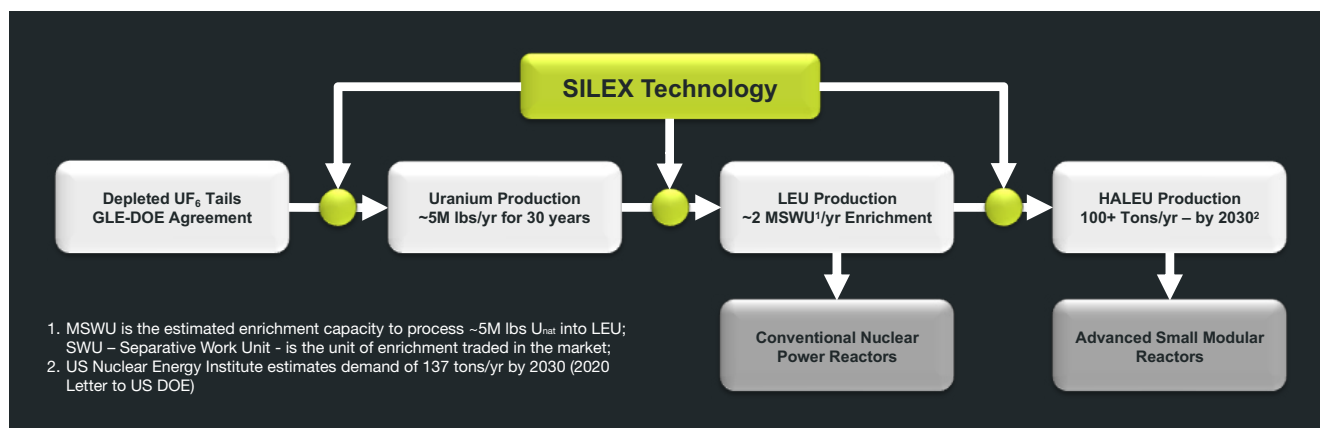 SILEX Technology
Depleted UF₆ Tails
GLE-DOE Agreement
Uranium Production
~5M lbs/yr for 30 years
LEU Production
~2 MSWU¹/yr Enrichment
HALEU Production
100+ Tons/yr – by 2030²
Conventional Nuclear
Power Reactors
Advanced Small Modular
Reactors
1. MSWU is the estimated enrichment capacity to process ~5M lbs Unat into LEU;
SWU – Separative Work Unit - is the unit of enrichment traded in the market;
2. US Nuclear Energy Institute estimates demand of 137 tons/yr by 2030 (2020
Letter to US DOE)